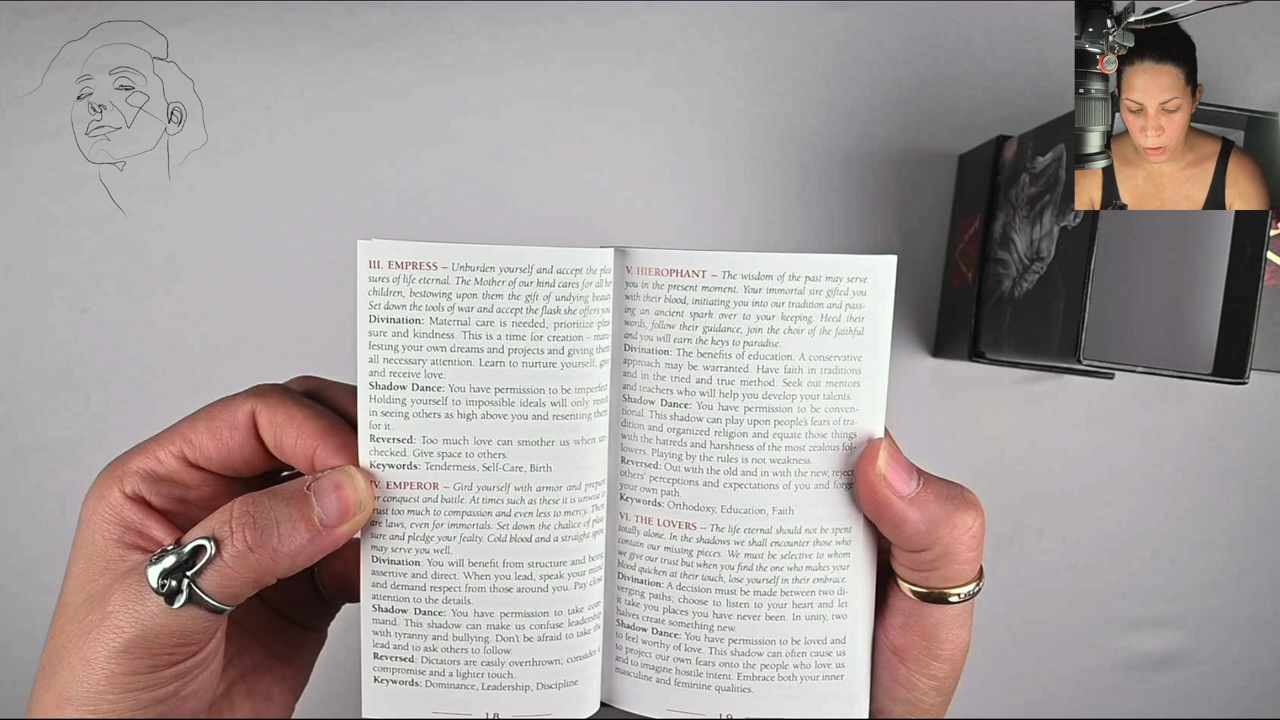 III. EMPRESS – Unburden yourself and accept the plea
sures of life eternal. The Mother of our kind cares for all her
children, bestowing upon them the gift of undying beauty
Set down the tools of war and accept the flask she offers you
Divination: Maternal care is needed, prioritize plea
sure and kindness. This is a time for creation – mani
festing your own dreams and projects and giving them
all necessary attention. Learn to nurture yourself, give
and receive love.
Shadow Dance: You have permission to be imperfect
Holding yourself to impossible ideals will only result
in seeing others as high above you and resenting them
for it.
Reversed: Too much love can smother us when un-
checked. Give space to others.
Keywords: Tenderness, Self-Care, Birth
IV. EMPEROR – Gird yourself with armor and prepare
for conquest and battle. At times such as these it is unwise to
trust too much to compassion and even less to mercy. There
are laws, even for immortals. Set down the chalice of plea
sure and pledge your fealty. Cold blood and a straight spine
may serve you well.
Divination: You will benefit from structure and being
assertive and direct. When you lead, speak your mind
and demand respect from those around you. Pay close
attention to the details.
Shadow Dance: You have permission to take com-
mand. This shadow can make us confuse leadership
with tyranny and bullying. Don't be afraid to take the
lead and to ask others to follow.
Reversed: Dictators are easily overthrown; consider a
compromise and a lighter touch.
Keywords: Dominance, Leadership, Discipline
18
V. HIEROPHANT – The wisdom of the past may serve
you in the present moment. Your immortal sire gifted you
with their blood, initiating you into our tradition and pass-
ing an ancient spark over to your keeping. Heed their
words, follow their guidance, join the choir of the faithful
and you will earn the keys to paradise.
Divination: The benefits of education. A conservative
approach may be warranted. Have faith in traditions
and in the tried and true method. Seek out mentors
and teachers who will help you develop your talents.
Shadow Dance: You have permission to be conven-
tional. This shadow can play upon people's fears of tra-
dition and organized religion and equate those things
with the hatreds and harshness of the most zealous fol-
lowers. Playing by the rules is not weakness.
Reversed: Out with the old and in with the new, reject
others' perceptions and expectations of you and forge
your own path.
Keywords: Orthodoxy, Education, Faith
VI. THE LOVERS – The life eternal should not be spent
totally alone. In the shadows we shall encounter those who
contain our missing pieces. We must be selective to whom
we give our trust but when you find the one who makes your
blood quicken at their touch, lose yourself in their embrace.
Divination: A decision must be made between two di-
verging paths; choose to listen to your heart and let
it take you places you have never been. In unity, two
halves create something new.
Shadow Dance: You have permission to be loved and
to feel worthy of love. This shadow can often cause us
to project our own fears onto the people who love us
and to imagine hostile intent. Embrace both your inner
masculine and feminine qualities.
19